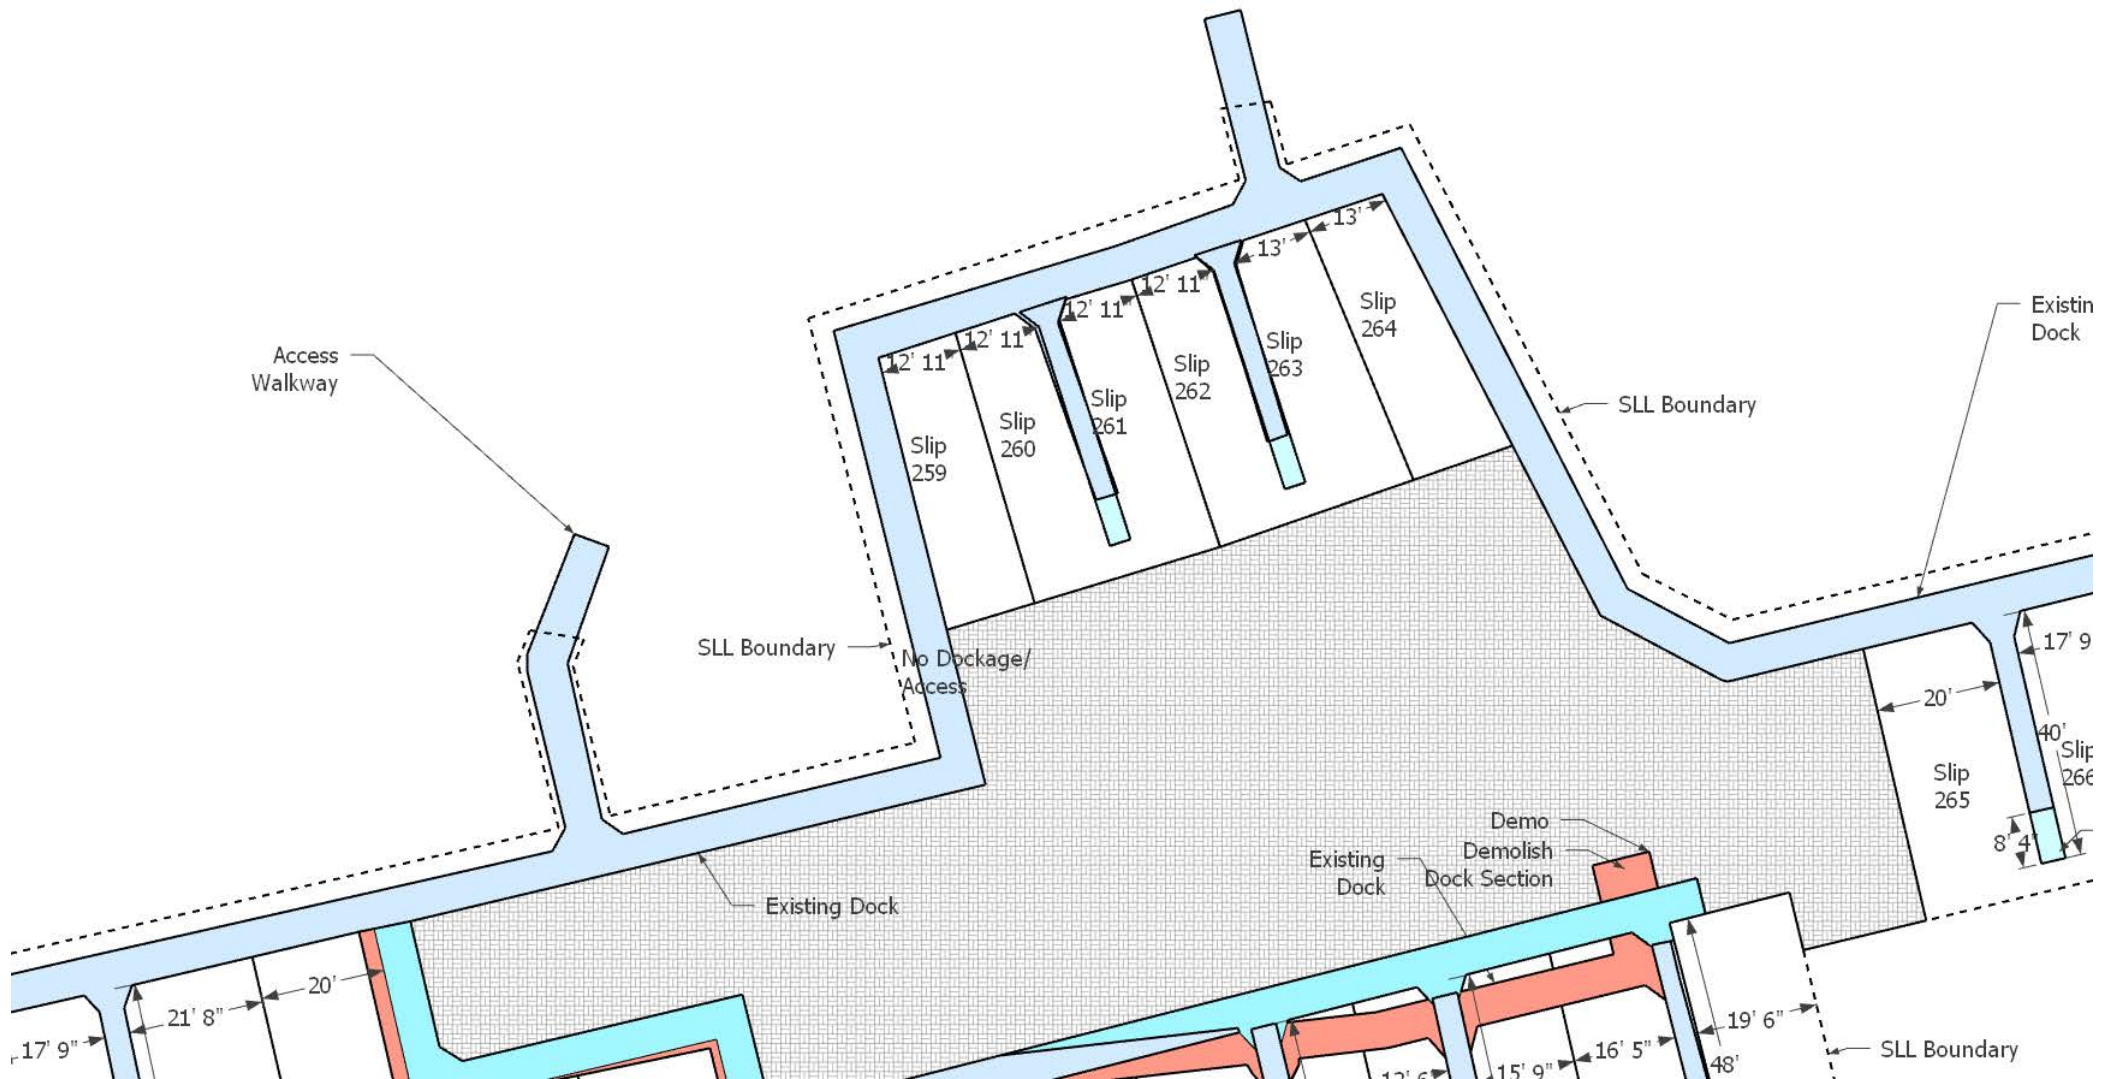 13'
13'
12' 11"
12' 11"
12' 11"
12' 11
Slip
264
Slip
263
Slip
262
Slip
261
Slip
260
Slip
259
Existin
Dock
Access
Walkway
SLL Boundary
SLL Boundary
No Dockage/
Access
17' 9
20'
40'
Slip
266
Slip
265
8' 4"
Demo
Demolish
Dock Section
Existing
Dock
Existing Dock
20'
21' 8"
17' 9"
19' 6"
16' 5"
15' 9"
12' 6"
48'
SLL Boundary